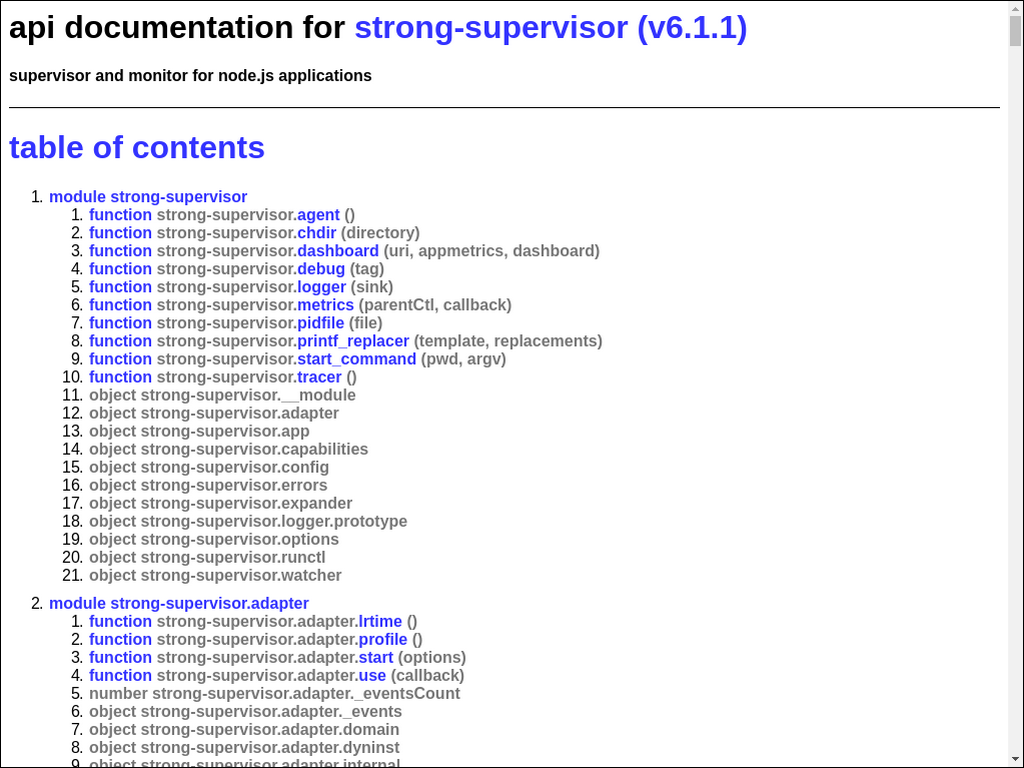 api documentation for strong-supervisor (v6.1.1)
supervisor and monitor for node.js applications
table of contents
1. module strong-supervisor
1. function strong-supervisor.agent ()
2. function strong-supervisor.chdir (directory)
3. function strong-supervisor.dashboard (uri, appmetrics, dashboard)
4. function strong-supervisor.debug (tag)
5. function strong-supervisor.logger (sink)
6. function strong-supervisor.metrics (parentCtl, callback)
7. function strong-supervisor.pidfile (file)
8. function strong-supervisor.printf_replacer (template, replacements)
9. function strong-supervisor.start_command (pwd, argv)
10. function strong-supervisor.tracer ()
11. object strong-supervisor.__module
12. object strong-supervisor.adapter
13. object strong-supervisor.app
14. object strong-supervisor.capabilities
15. object strong-supervisor.config
16. object strong-supervisor.errors
17. object strong-supervisor.expander
18. object strong-supervisor.logger.prototype
19. object strong-supervisor.options
20. object strong-supervisor.runctl
21. object strong-supervisor.watcher
2. module strong-supervisor.adapter
1. function strong-supervisor.adapter.lrtime ()
2. function strong-supervisor.adapter.profile ()
3. function strong-supervisor.adapter.start (options)
4. function strong-supervisor.adapter.use (callback)
5. number strong-supervisor.adapter._eventsCount
6. object strong-supervisor.adapter._events
7. object strong-supervisor.adapter.domain
8. object strong-supervisor.adapter.dyninst
9. object strong-supervisor.adapter.internal